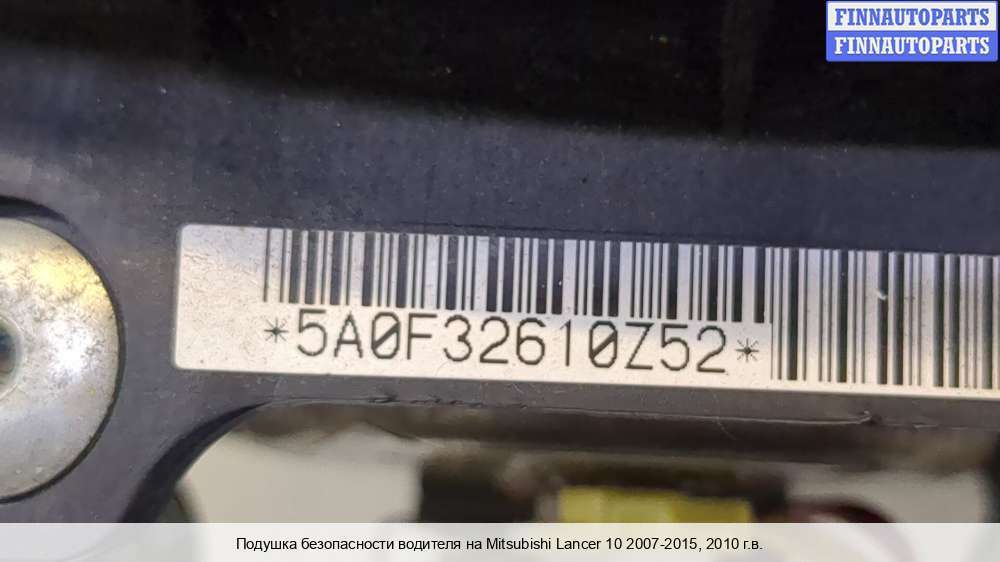 FINNAUTOPARTS
FINNAUTOPARTS
*5A0F32610Z52*
Подушка безопасности водителя на Mitsubishi Lancer 10 2007-2015, 2010 г.в.